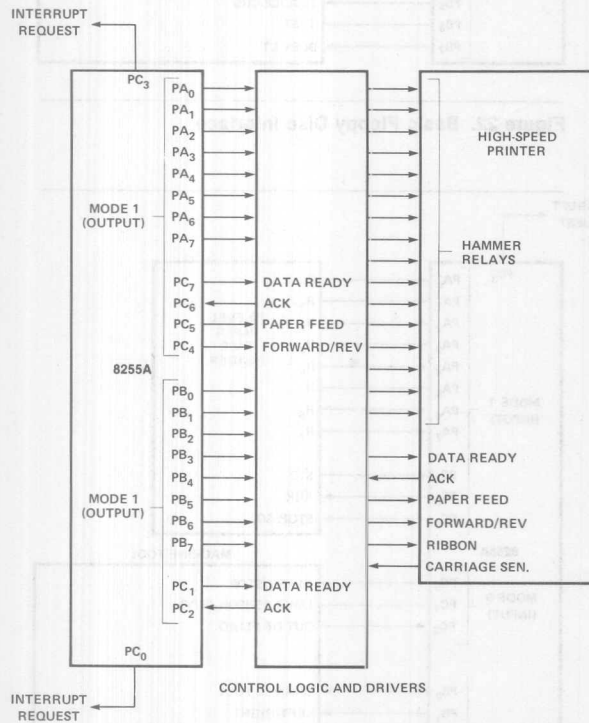 INTERRUPT
REQUEST
PC3
MODE 1
(OUTPUT)
PA0
PA1
PA2
PA3
PA4
PA5
PA6
PA7
PC7
PC6
PC5
PC4
8255A
MODE 1
(OUTPUT)
PB0
PB1
PB2
PB3
PB4
PB5
PB6
PB7
PC1
PC2
PC0
INTERRUPT
REQUEST
DATA READY
ACK
PAPER FEED
FORWARD/REV
DATA READY
ACK
CONTROL LOGIC AND DRIVERS
HIGH-SPEED
PRINTER
HAMMER
RELAYS
DATA READY
ACK
PAPER FEED
FORWARD/REV
RIBBON
CARRIAGE SEN.